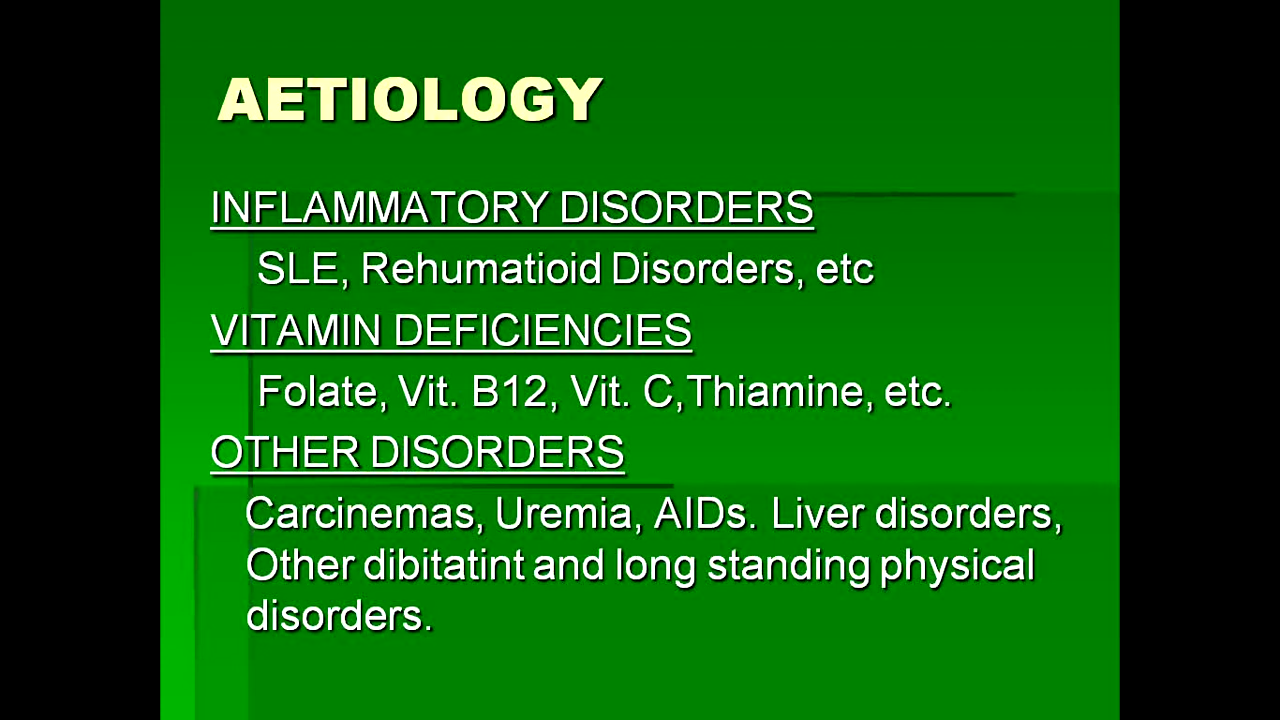 AETIOLOGY
INFLAMMATORY DISORDERS
SLE, Rehumatioid Disorders, etc
VITAMIN DEFICIENCIES
Folate, Vit. B12, Vit. C,Thiamine, etc.
OTHER DISORDERS
Carcinemas, Uremia, AIDs. Liver disorders,
Other dibitatint and long standing physical
disorders.